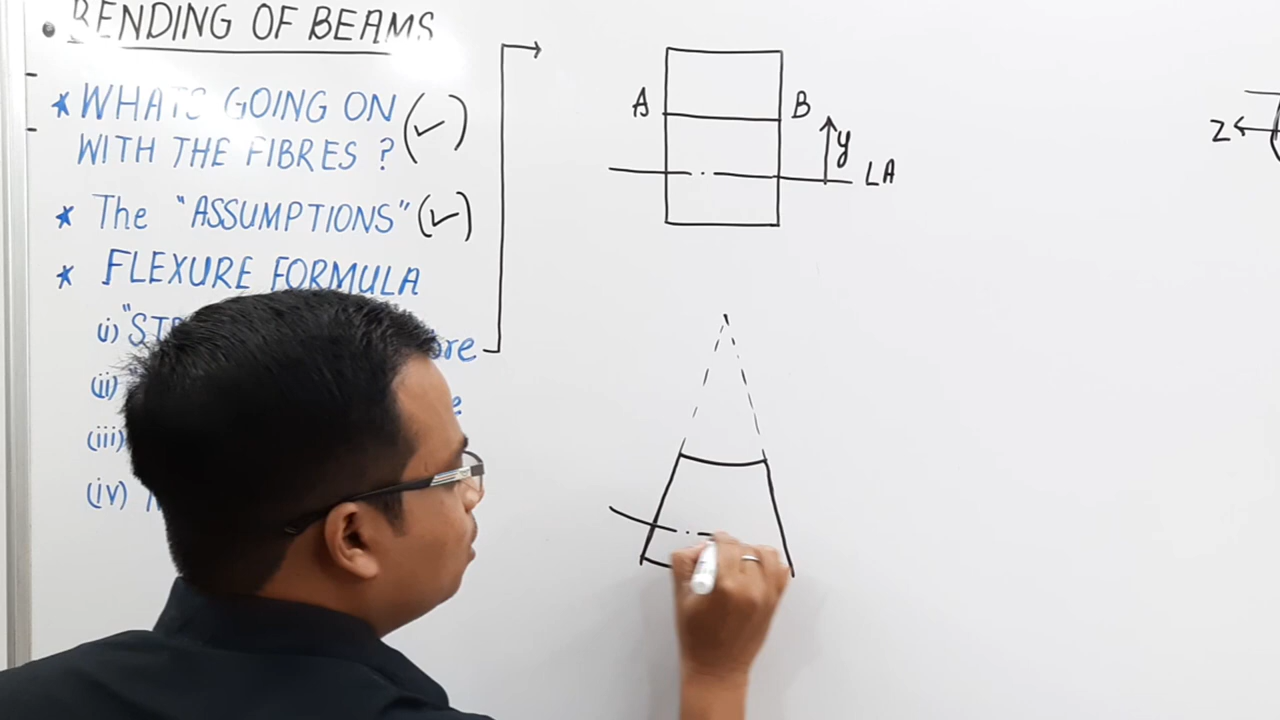 • BENDING OF BEAMS
* WHATS GOING ON
WITH THE FIBRES ? (✓)
* The "ASSUMPTIONS" (✓)
* FLEXURE FORMULA
(i)
(ii)
(iii)
(iv)
A
B
y
LA
Z